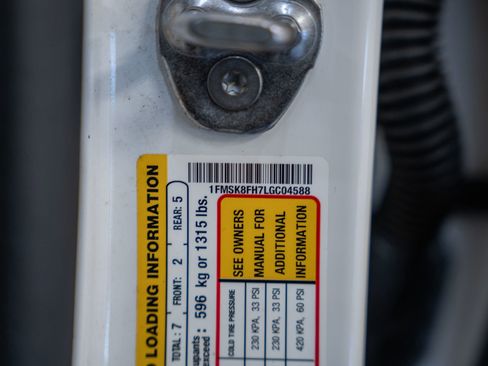 1FMSK8FH7LGC04588
LOADING INFORMATION
TOTAL: 7 FRONT: 2 REAR: 5
596 kg or 1315 lbs.
SEE OWNERS
MANUAL FOR
ADDITIONAL
INFORMATION
COLD TIRE PRESSURE
230 KPA, 33 PSI
230 KPA, 33 PSI
420 KPA, 60 PSI